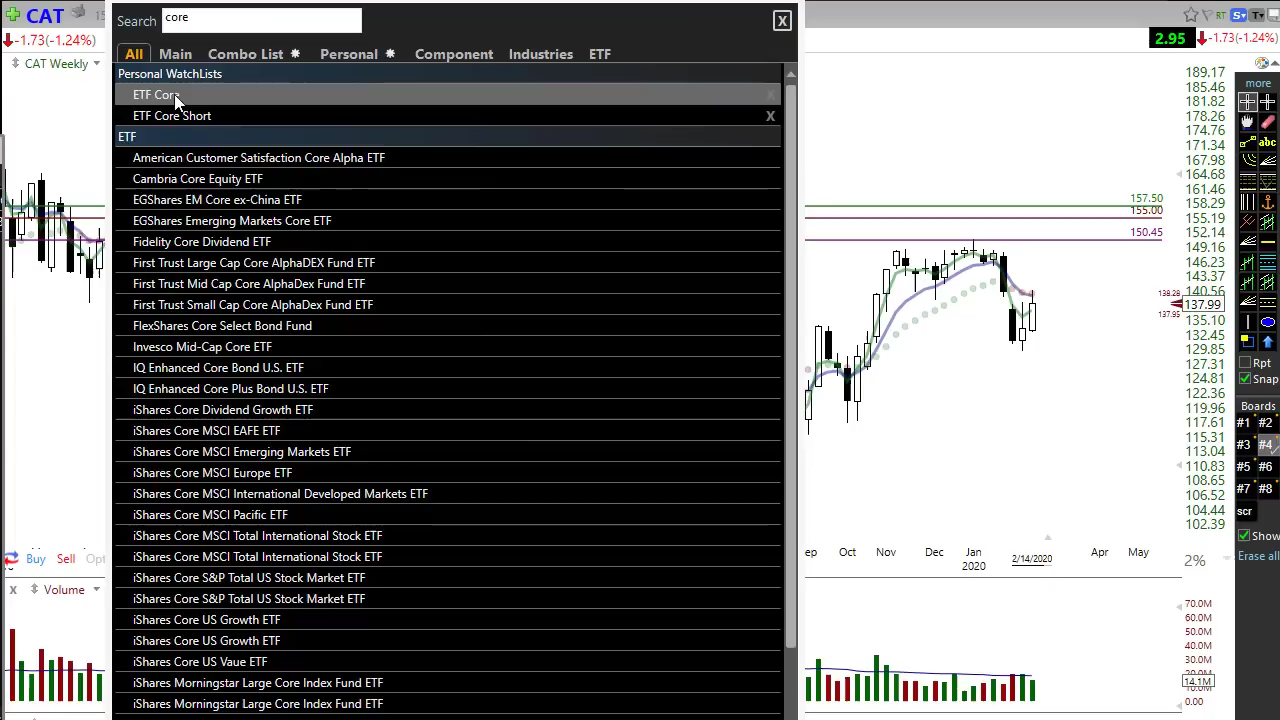 CAT
15
-1.73(-1.24%)
CAT Weekly
Search
core
X
All
Main
Combo List *
Personal *
Component
Industries
ETF
Personal WatchLists
ETF Core
ETF Core Short
X
ETF
American Customer Satisfaction Core Alpha ETF
Cambria Core Equity ETF
EGShares EM Core ex-China ETF
EGShares Emerging Markets Core ETF
Fidelity Core Dividend ETF
First Trust Large Cap Core AlphaDEX Fund ETF
First Trust Mid Cap Core AlphaDex Fund ETF
First Trust Small Cap Core AlphaDex Fund ETF
FlexShares Core Select Bond Fund
Invesco Mid-Cap Core ETF
IQ Enhanced Core Bond U.S. ETF
IQ Enhanced Core Plus Bond U.S. ETF
iShares Core Dividend Growth ETF
iShares Core MSCI EAFE ETF
iShares Core MSCI Emerging Markets ETF
iShares Core MSCI Europe ETF
iShares Core MSCI International Developed Markets ETF
iShares Core MSCI Pacific ETF
iShares Core MSCI Total International Stock ETF
iShares Core MSCI Total International Stock ETF
iShares Core S&P Total US Stock Market ETF
iShares Core S&P Total US Stock Market ETF
iShares Core US Growth ETF
iShares Core US Growth ETF
iShares Core US Vaue ETF
iShares Morningstar Large Core Index Fund ETF
iShares Morningstar Large Core Index Fund ETF
Buy
Sell
Opt
X
Volume
RT
S
T
2.95
-1.73(-1.24%)
189.17
185.46
181.82
178.26
174.76
171.34
167.98
164.68
161.46
158.29
155.19
152.14
149.16
146.23
143.37
140.56
137.99
135.10
132.45
129.85
127.31
124.81
122.36
119.96
117.61
115.31
113.04
110.83
108.65
106.52
104.44
102.39
157.50
155.00
150.45
138.28
137.95
ep
Oct
Nov
Dec
Jan
2020
2/14/2020
Apr
May
2%
70.0M
60.0M
50.0M
40.0M
30.0M
20.0M
14.1M
10.0M
0.00
more
abc
Rpt
Snap
Boards
#1
#2
#3
#4
#5
#6
#7
#8
scr
Show
Erase all